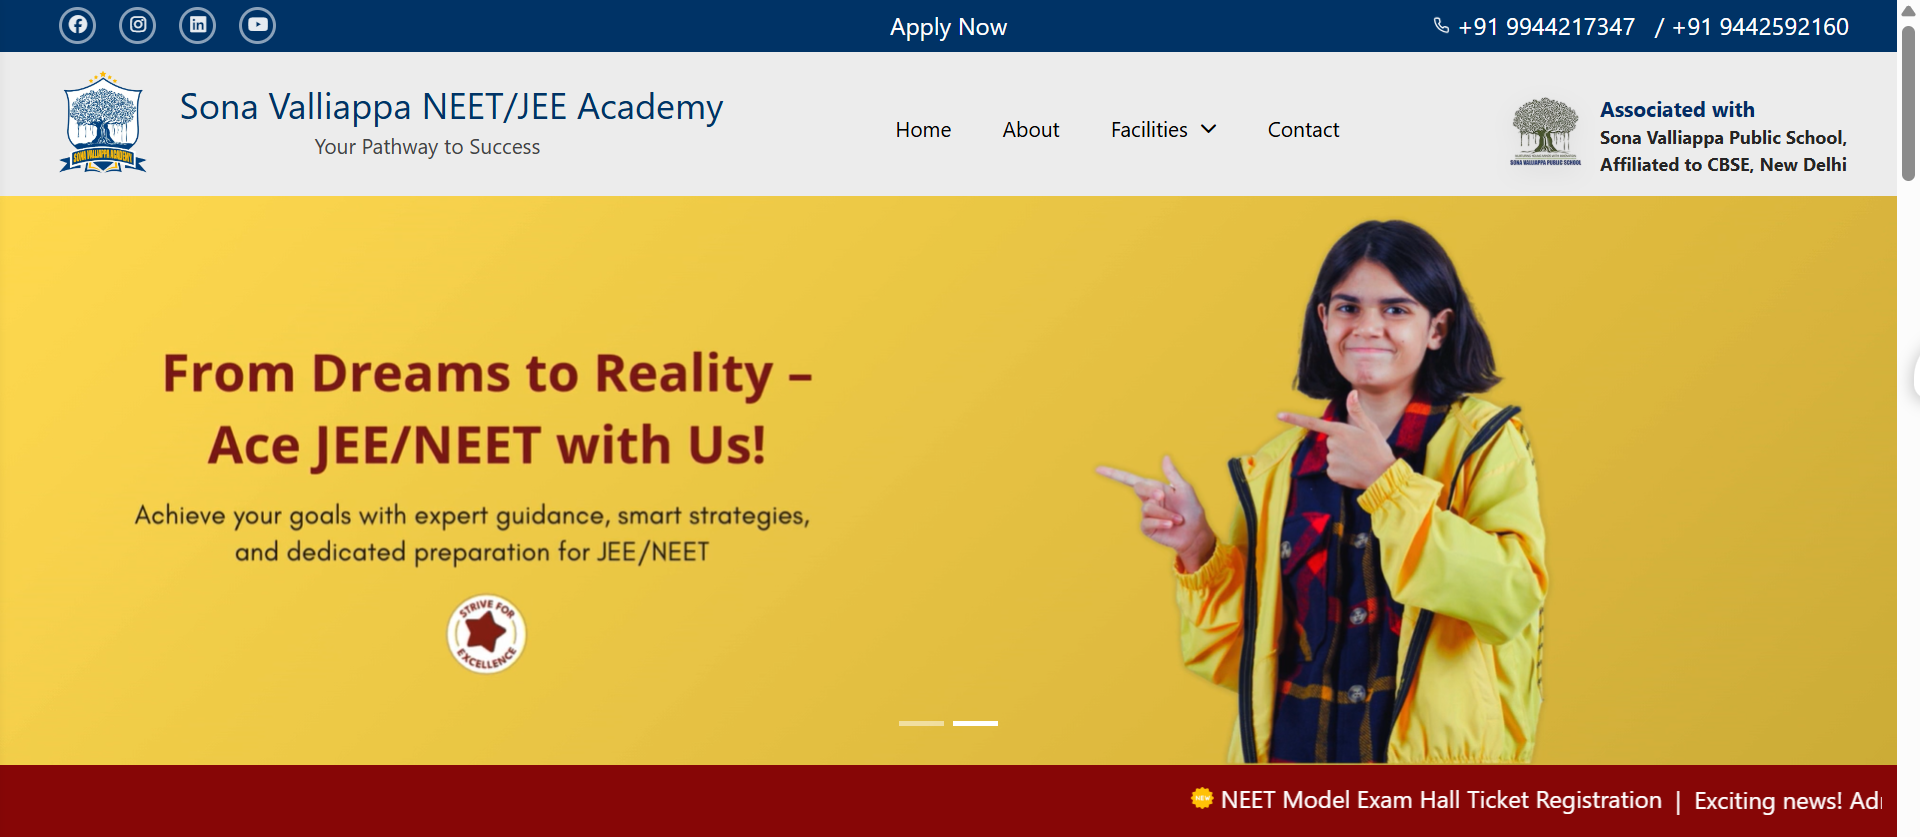 Apply Now
+91 9944217347 / +91 9442592160
SONA VALLIAPPA ACADEMY
Sona Valliappa NEET/JEE Academy
Your Pathway to Success
Home
About
Facilities
Contact
SONA VALLIAPPA PUBLIC SCHOOL
Associated with
Sona Valliappa Public School,
Affiliated to CBSE, New Delhi
From Dreams to Reality –
Ace JEE/NEET with Us!
Achieve your goals with expert guidance, smart strategies,
and dedicated preparation for JEE/NEET
STRIVE FOR
EXCELLENCE
NEW NEET Model Exam Hall Ticket Registration | Exciting news!